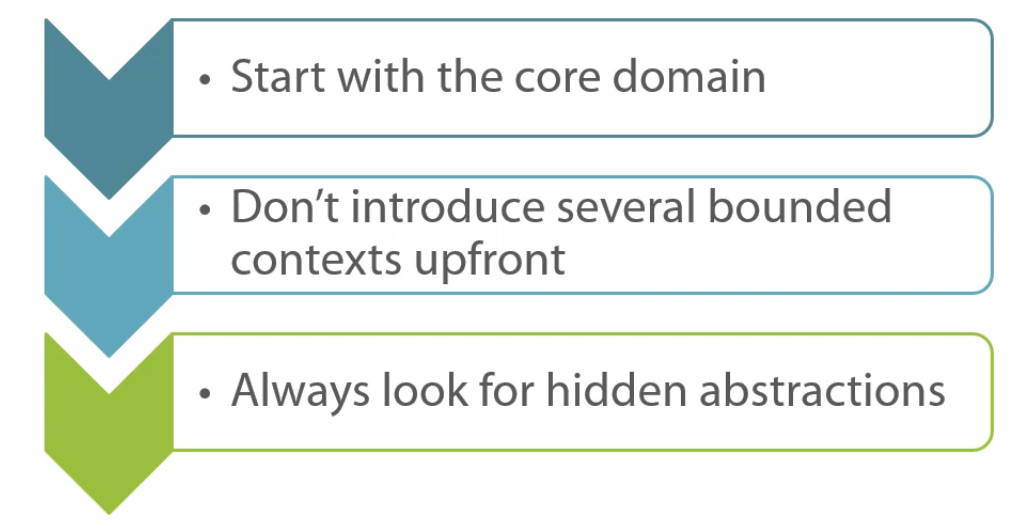 • Start with the core domain
• Don’t introduce several bounded
contexts upfront
• Always look for hidden abstractions